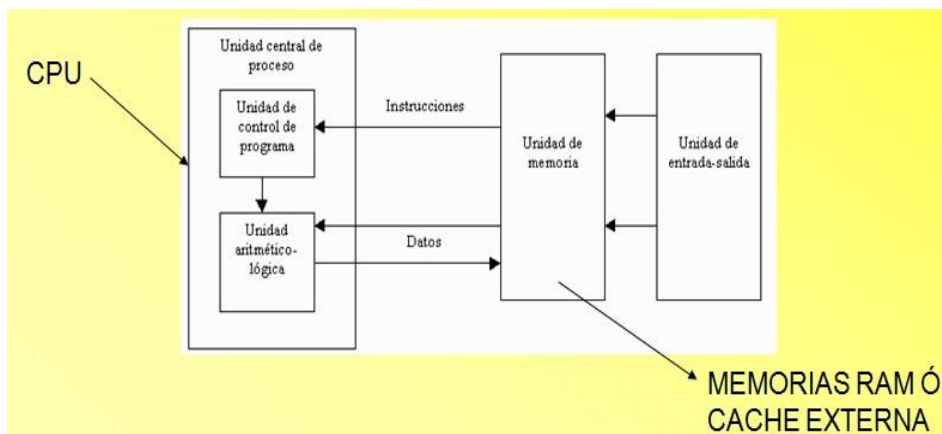 CPU
Unidad central de
proceso
Unidad de
control de
programa
Unidad
aritmético-
lógica
Instrucciones
Datos
Unidad de
memoria
Unidad de
entrada-salida
MEMORIAS RAM Ó
CACHE EXTERNA